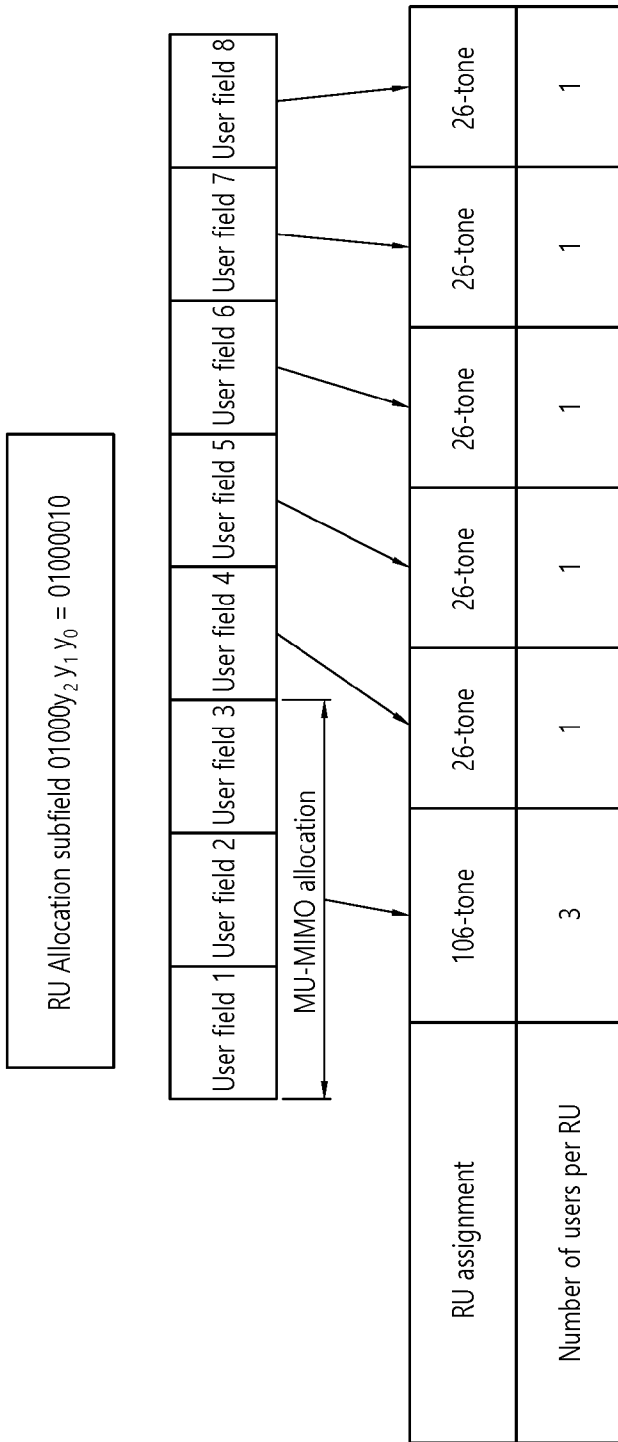 RU Allocation subfield 01000y₂ y₁ y₀ = 01000010
User field 1 User field 2 User field 3 User field 4 User field 5 User field 6 User field 7 User field 8
MU-MIMO allocation
RU assignment 106-tone 26-tone 26-tone 26-tone 26-tone 26-tone
Number of users per RU 3 1 1 1 1 1